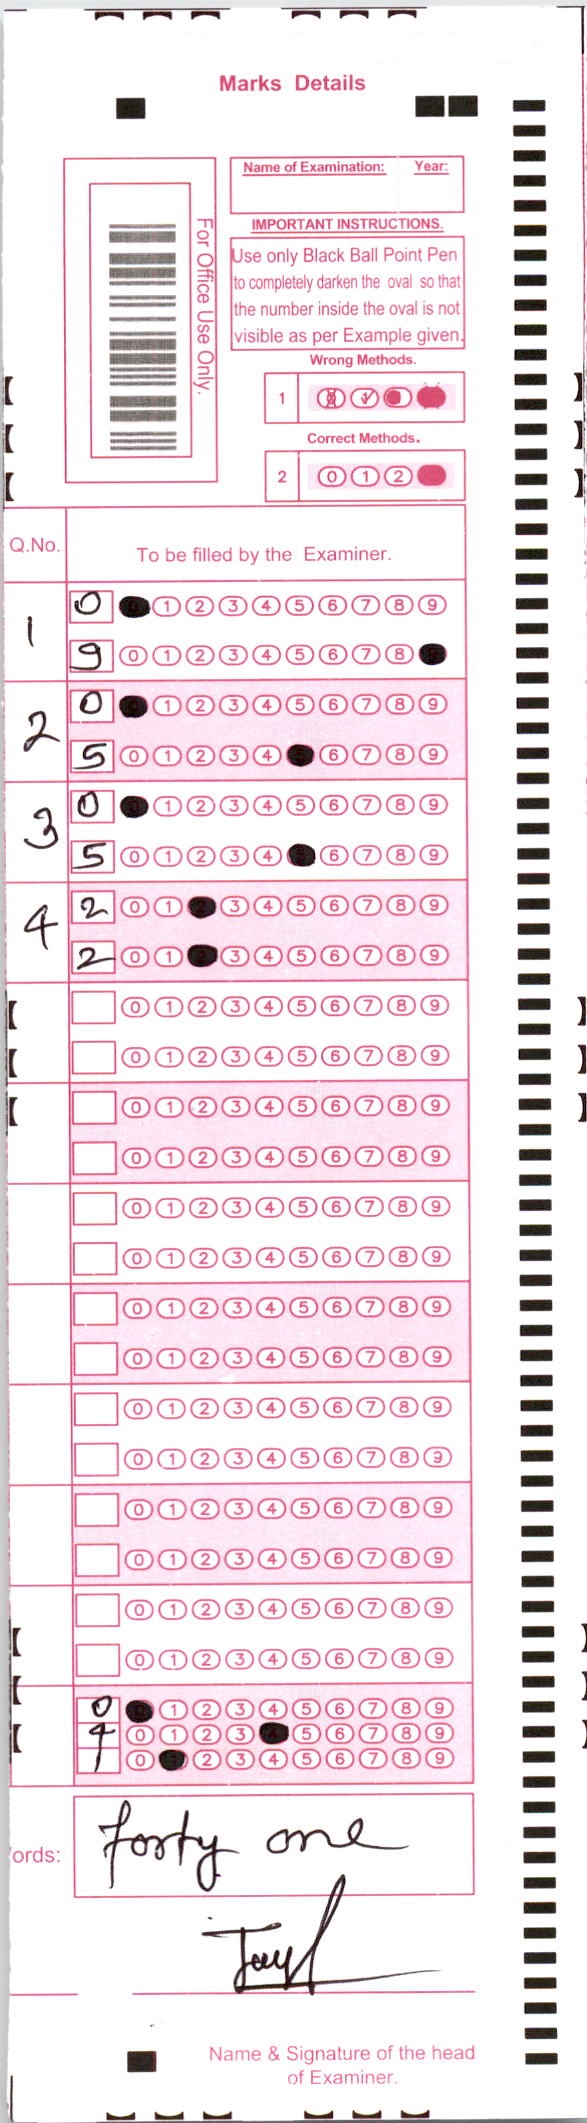 Marks Details
Name of Examination: Year:
IMPORTANT INSTRUCTIONS.
Use only Black Ball Point Pen
to completely darken the oval so that
the number inside the oval is not
visible as per Example given.
For Office Use Only.
Wrong Methods.
1
Correct Methods.
2 0 1 2
Q.No. To be filled by the Examiner.
1 0 0 1 2 3 4 5 6 7 8 9
9 0 1 2 3 4 5 6 7 8 9
2 0 0 1 2 3 4 5 6 7 8 9
5 0 1 2 3 4 5 6 7 8 9
3 0 0 1 2 3 4 5 6 7 8 9
5 0 1 2 3 4 5 6 7 8 9
4 2 0 1 2 3 4 5 6 7 8 9
2 0 1 2 3 4 5 6 7 8 9
0 1 2 3 4 5 6 7 8 9
0 1 2 3 4 5 6 7 8 9
0 1 2 3 4 5 6 7 8 9
0 1 2 3 4 5 6 7 8 9
0 1 2 3 4 5 6 7 8 9
0 1 2 3 4 5 6 7 8 9
0 1 2 3 4 5 6 7 8 9
0 1 2 3 4 5 6 7 8 9
0 1 2 3 4 5 6 7 8 9
0 1 2 3 4 5 6 7 8 9
0 1 2 3 4 5 6 7 8 9
0 1 2 3 4 5 6 7 8 9
0 1 2 3 4 5 6 7 8 9
0 1 2 3 4 5 6 7 8 9
0 0 1 2 3 4 5 6 7 8 9
4 0 1 2 3 4 5 6 7 8 9
1 0 1 2 3 4 5 6 7 8 9
ords: forty one
Name & Signature of the head
of Examiner.